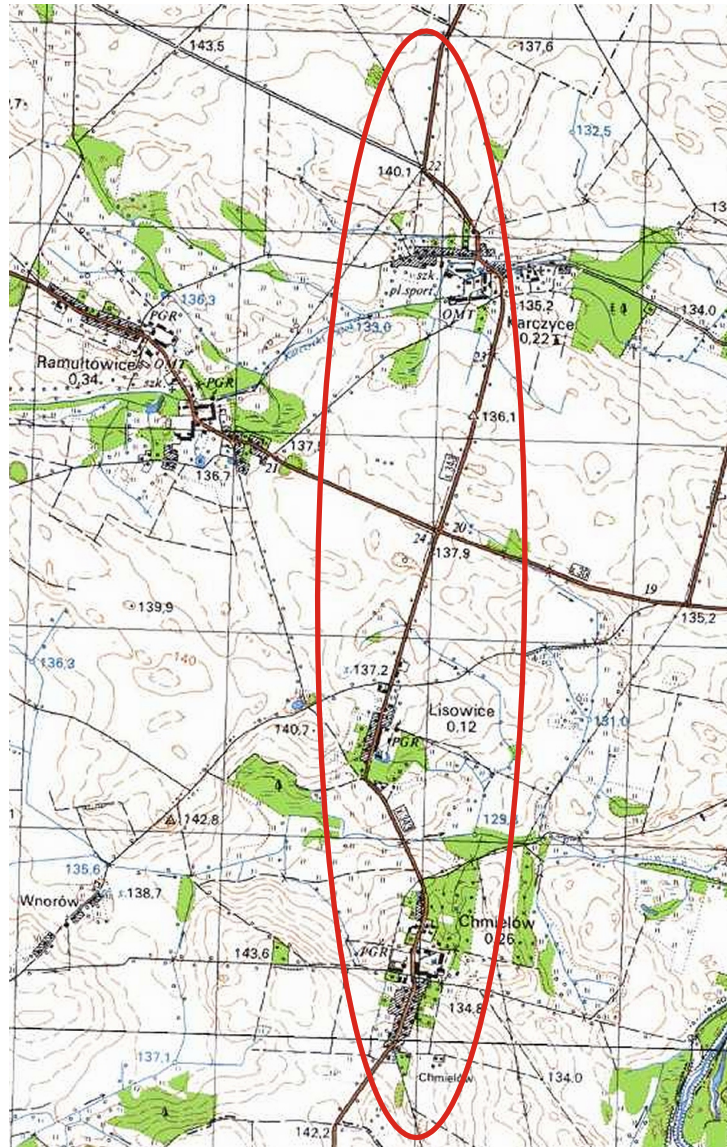 143,5
137,6
132,5
140.1
22
szk.
pl.sport.
OMT
135.2
Karczyce
0,22
134.0
136,3
PGR
133.0
Ramułtowice
0,34
OMT
szk.
PGR
23
136.1
137,5
21
136.7
20
24
137.9
19
135,2
139,9
140
136,3
137.2
140,7
Lisowice
0.12
PGR
131.0
142,8
135,6
Wnorów
s.138,7
Chmielów
0,26
143,6
PGR
134.8
137,1
Chmielów
134.0
142.2